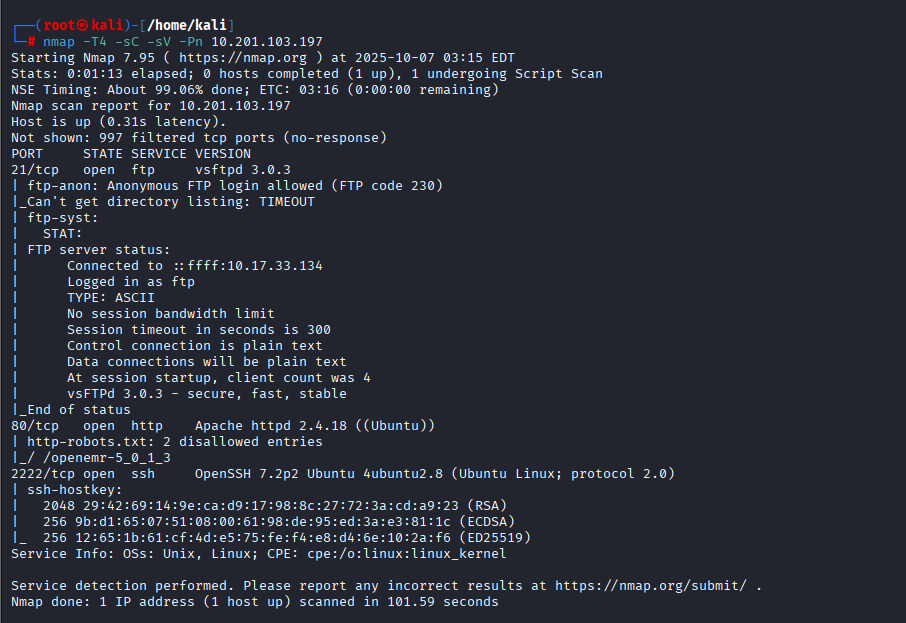 ┌──(root㉿kali)-[/home/kali]
└─# nmap -T4 -sC -sV -Pn 10.201.103.197
Starting Nmap 7.95 ( https://nmap.org ) at 2025-10-07 03:15 EDT
Stats: 0:01:13 elapsed; 0 hosts completed (1 up), 1 undergoing Script Scan
NSE Timing: About 99.06% done; ETC: 03:16 (0:00:00 remaining)
Nmap scan report for 10.201.103.197
Host is up (0.31s latency).
Not shown: 997 filtered tcp ports (no-response)
PORT     STATE SERVICE VERSION
21/tcp   open  ftp     vsftpd 3.0.3
| ftp-anon: Anonymous FTP login allowed (FTP code 230)
|_Can't get directory listing: TIMEOUT
| ftp-syst:
|   STAT:
| FTP server status:
|      Connected to ::ffff:10.17.33.134
|      Logged in as ftp
|      TYPE: ASCII
|      No session bandwidth limit
|      Session timeout in seconds is 300
|      Control connection is plain text
|      Data connections will be plain text
|      At session startup, client count was 4
|      vsFTPd 3.0.3 - secure, fast, stable
|_End of status
80/tcp   open  http    Apache httpd 2.4.18 ((Ubuntu))
| http-robots.txt: 2 disallowed entries
|_/ /openemr-5_0_1_3
2222/tcp open  ssh     OpenSSH 7.2p2 Ubuntu 4ubuntu2.8 (Ubuntu Linux; protocol 2.0)
| ssh-hostkey:
|   2048 29:42:69:14:9e:ca:d9:17:98:8c:27:72:3a:cd:a9:23 (RSA)
|   256 9b:d1:65:07:51:08:00:61:98:de:95:ed:3a:e3:81:1c (ECDSA)
|_  256 12:65:1b:61:cf:4d:e5:75:fe:f4:e8:d4:6e:10:2a:f6 (ED25519)
Service Info: OSs: Unix, Linux; CPE: cpe:/o:linux:linux_kernel

Service detection performed. Please report any incorrect results at https://nmap.org/submit/ .
Nmap done: 1 IP address (1 host up) scanned in 101.59 seconds